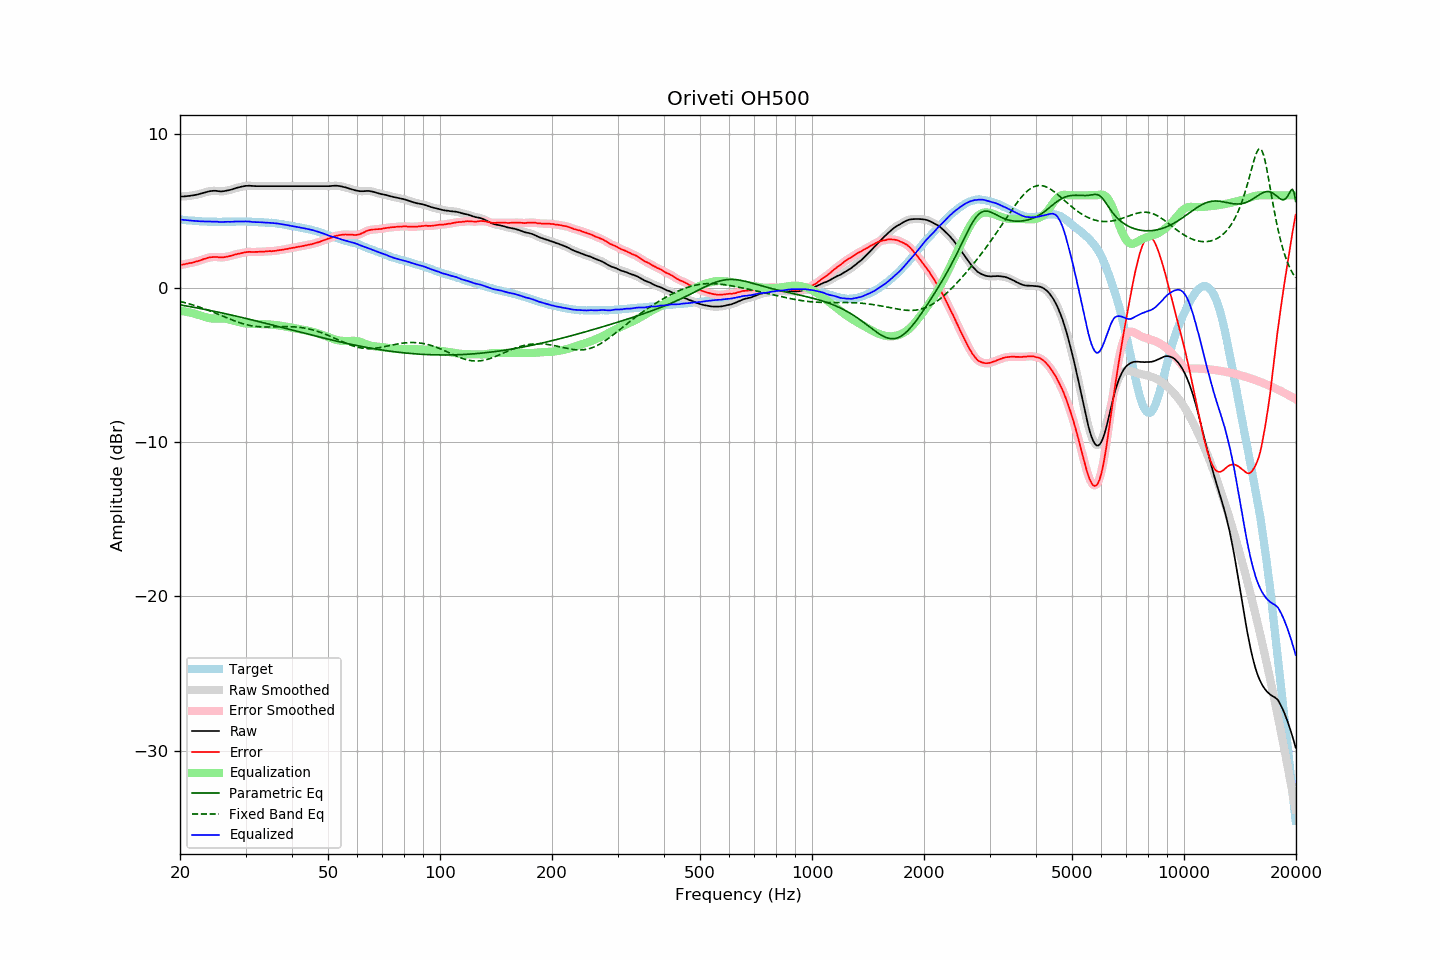 Oriveti OH500
10
0
−10
−20
−30
Amplitude (dBr)
Target
Raw Smoothed
Error Smoothed
Raw
Error
Equalization
Parametric Eq
Fixed Band Eq
Equalized
20 50 100 200 500 1000 2000 5000 10000 20000
Frequency (Hz)